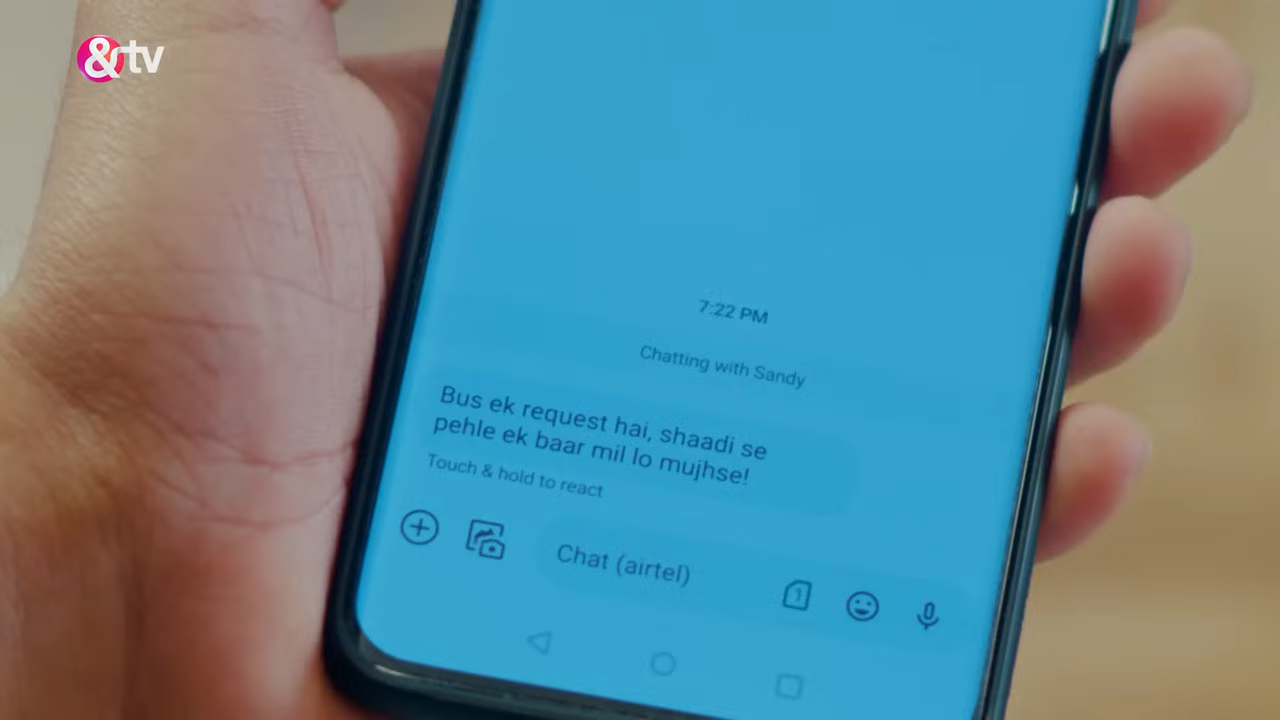 &tv
7:22 PM
Chatting with Sandy
Bus ek request hai, shaadi se
pehle ek baar mil lo mujhse!
Touch & hold to react
Chat (airtel)
1